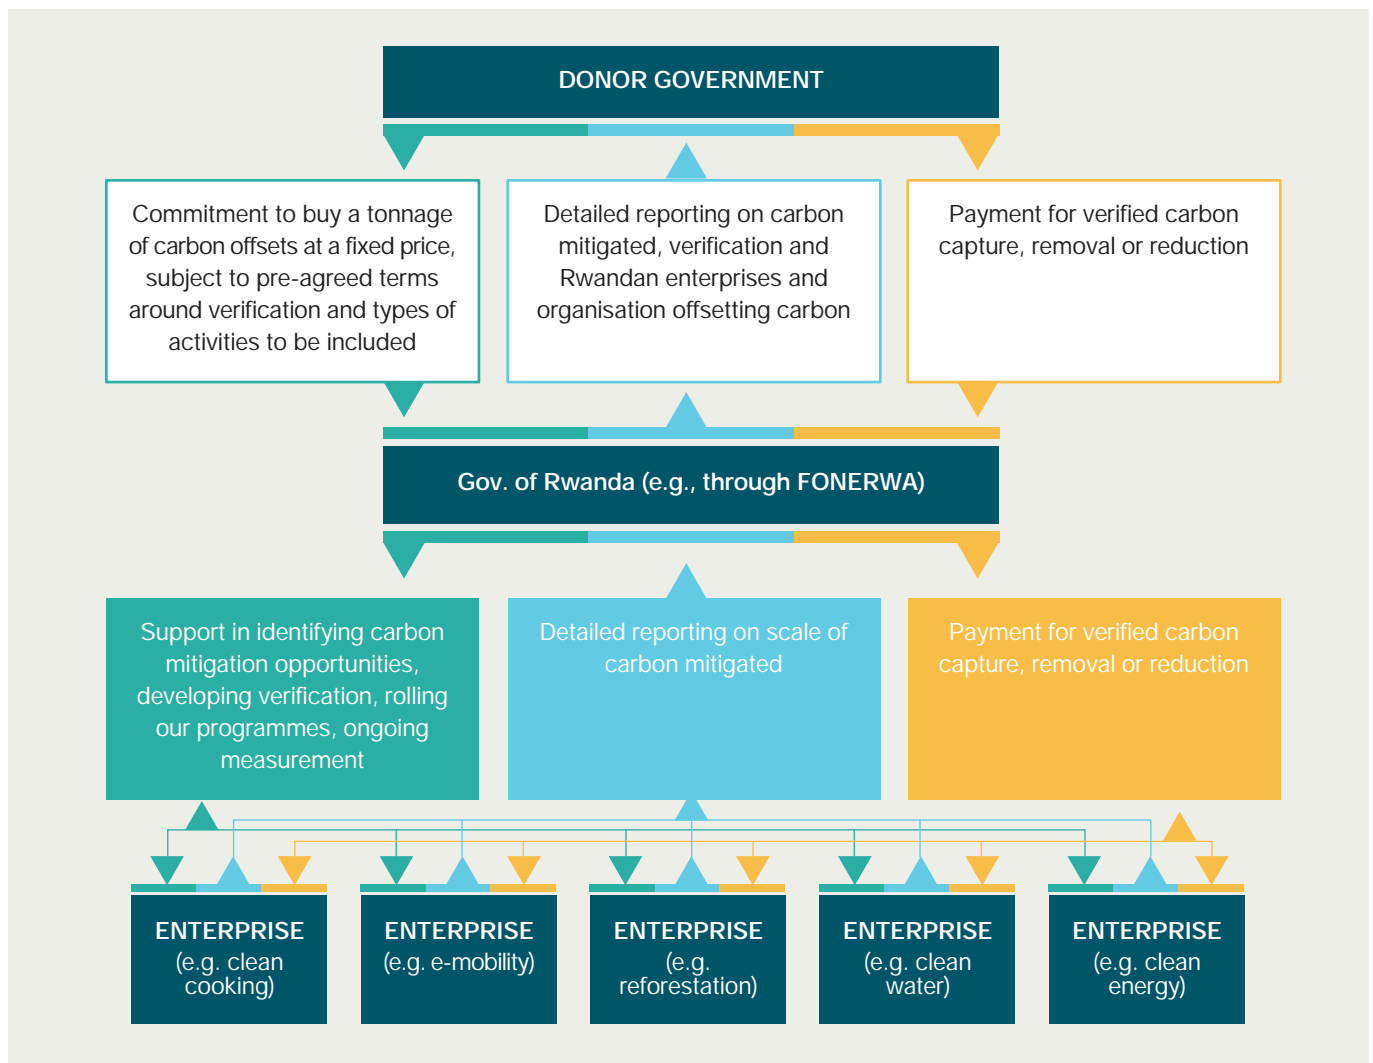 DONOR GOVERNMENT
Commitment to buy a tonnage
of carbon offsets at a fixed price,
subject to pre-agreed terms
around verification and types of
activities to be included
Detailed reporting on carbon
mitigated, verification and
Rwandan enterprises and
organisation offsetting carbon
Payment for verified carbon
capture, removal or reduction
Gov. of Rwanda (e.g., through FONERWA)
Support in identifying carbon
mitigation opportunities,
developing verification, rolling
our programmes, ongoing
measurement
Detailed reporting on scale of
carbon mitigated
Payment for verified carbon
capture, removal or reduction
ENTERPRISE
(e.g. clean
cooking)
ENTERPRISE
(e.g. e-mobility)
ENTERPRISE
(e.g.
reforestation)
ENTERPRISE
(e.g. clean
water)
ENTERPRISE
(e.g. clean
energy)